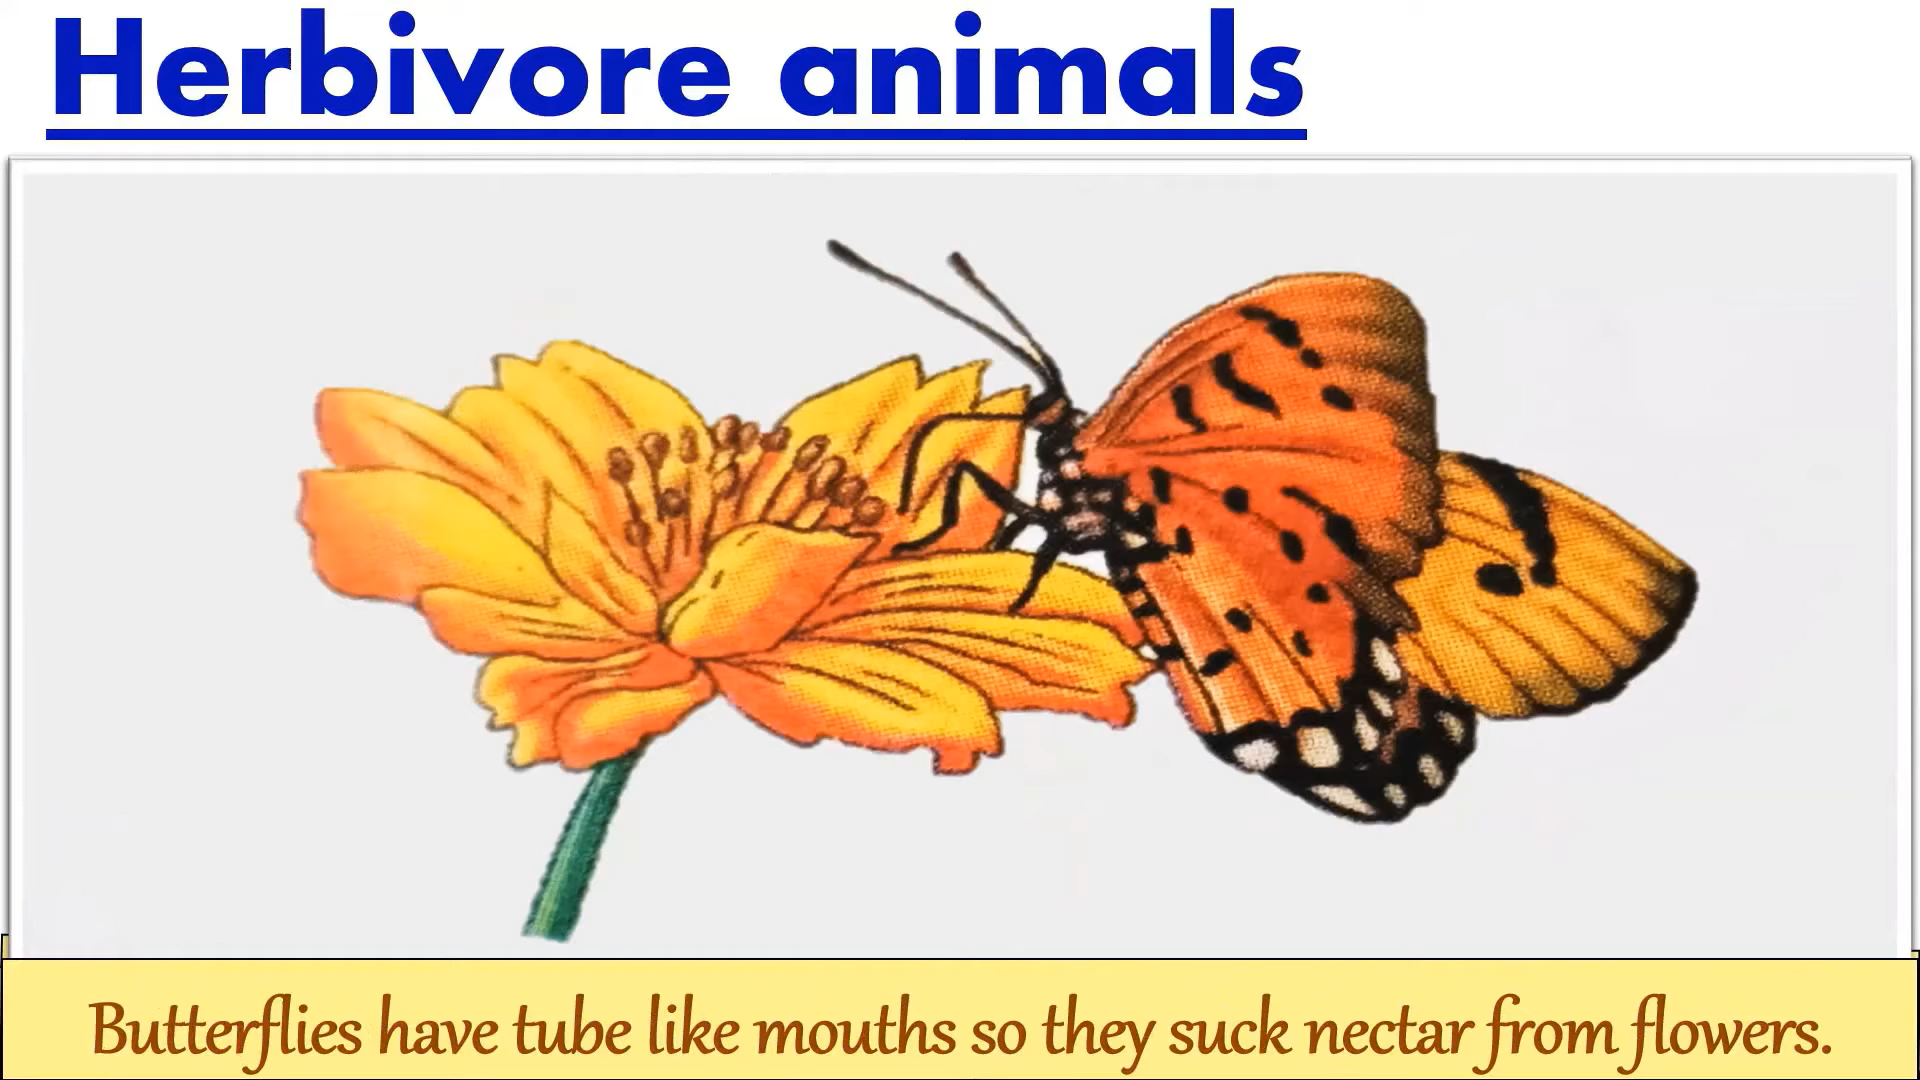 Herbivore animals
Butterflies have tube like mouths so they suck nectar from flowers.